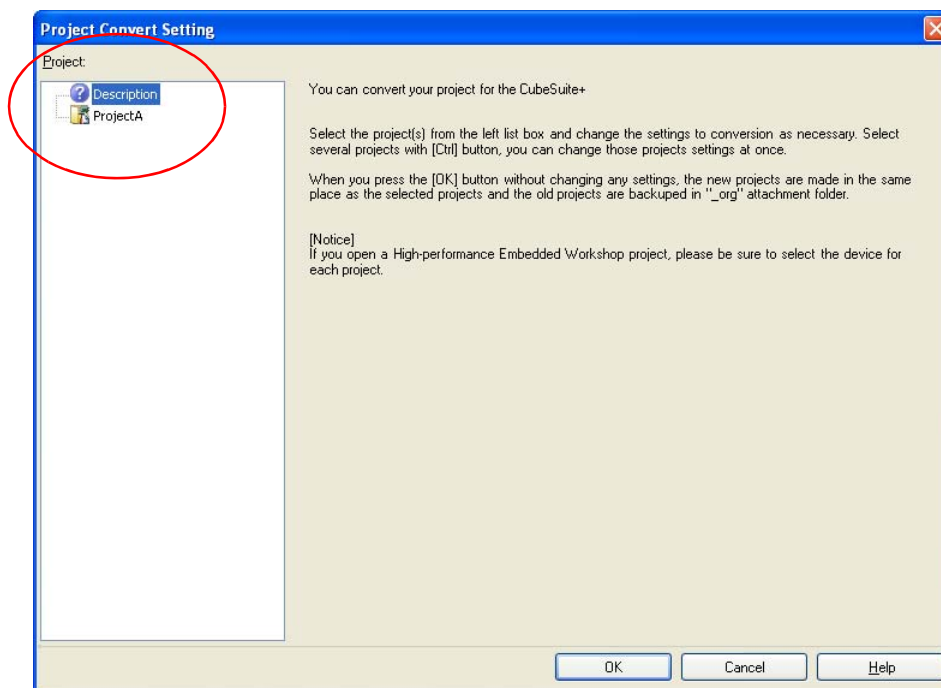 Project Convert Setting
Project:
Description
ProjectA
You can convert your project for the CubeSuite+
Select the project(s) from the left list box and change the settings to conversion as necessary. Select
several projects with [Ctrl] button, you can change those projects settings at once.
When you press the [OK] button without changing any settings, the new projects are made in the same
place as the selected projects and the old projects are backuped in "_org" attachment folder.
[Notice]
If you open a High-performance Embedded Workshop project, please be sure to select the device for
each project.
OK
Cancel
Help